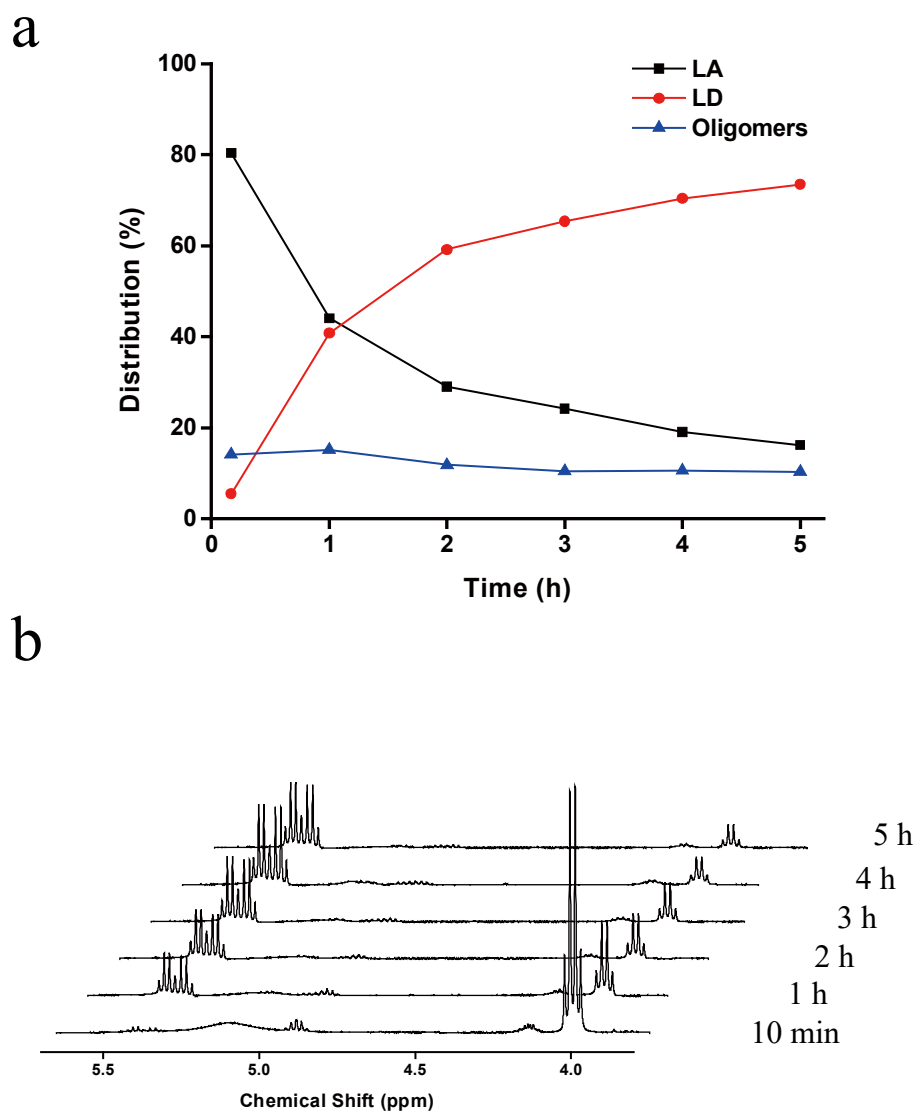 a
100
80
60
40
20
0
Distribution (%)
LA
LD
Oligomers
0 1 2 3 4 5
Time (h)
b
5 h
4 h
3 h
2 h
1 h
10 min
5.5 5.0 4.5 4.0
Chemical Shift (ppm)